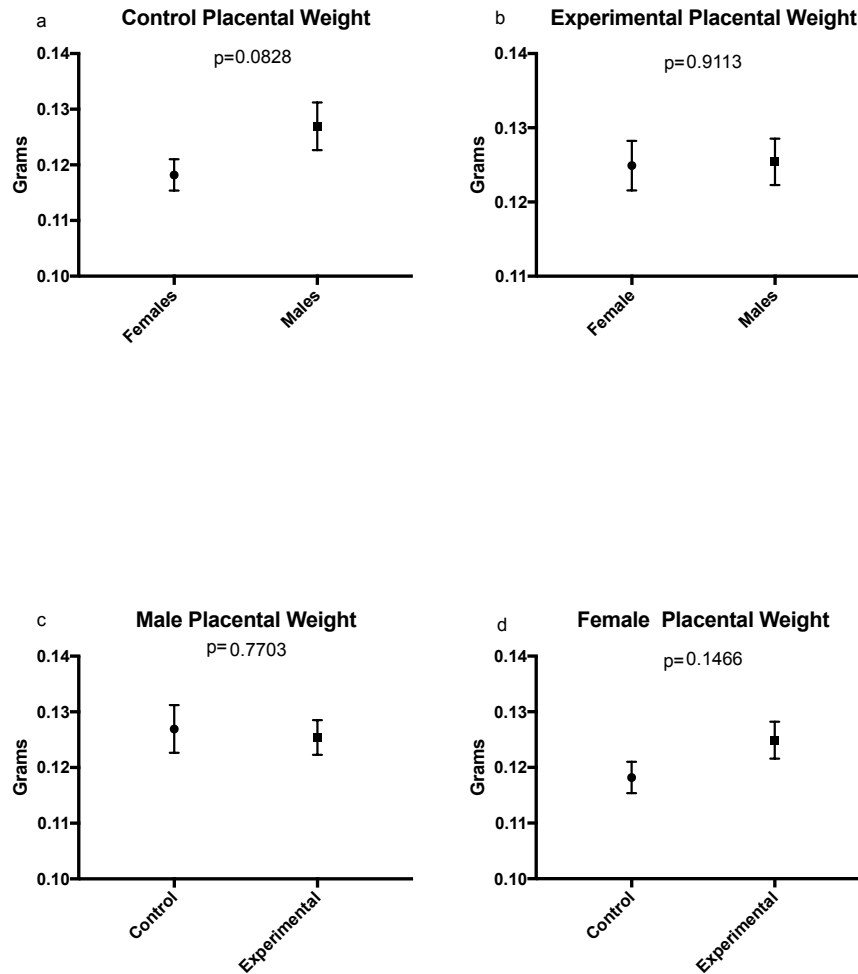 a
Control Placental Weight
p=0.0828
Grams
0.14
0.13
0.12
0.11
0.10
Females
Males
b
Experimental Placental Weight
p=0.9113
Grams
0.14
0.13
0.12
0.11
Female
Males
c
Male Placental Weight
p= 0.7703
Grams
0.14
0.13
0.12
0.11
0.10
Control
Experimental
d
Female Placental Weight
p=0.1466
Grams
0.14
0.13
0.12
0.11
0.10
Control
Experimental